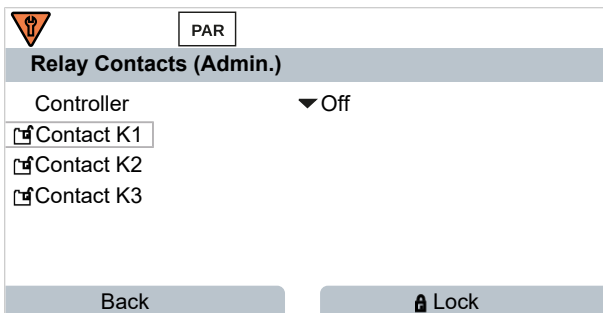 PAR
Relay Contacts (Admin.)
Controller Off
Contact K1
Contact K2
Contact K3
Back Lock